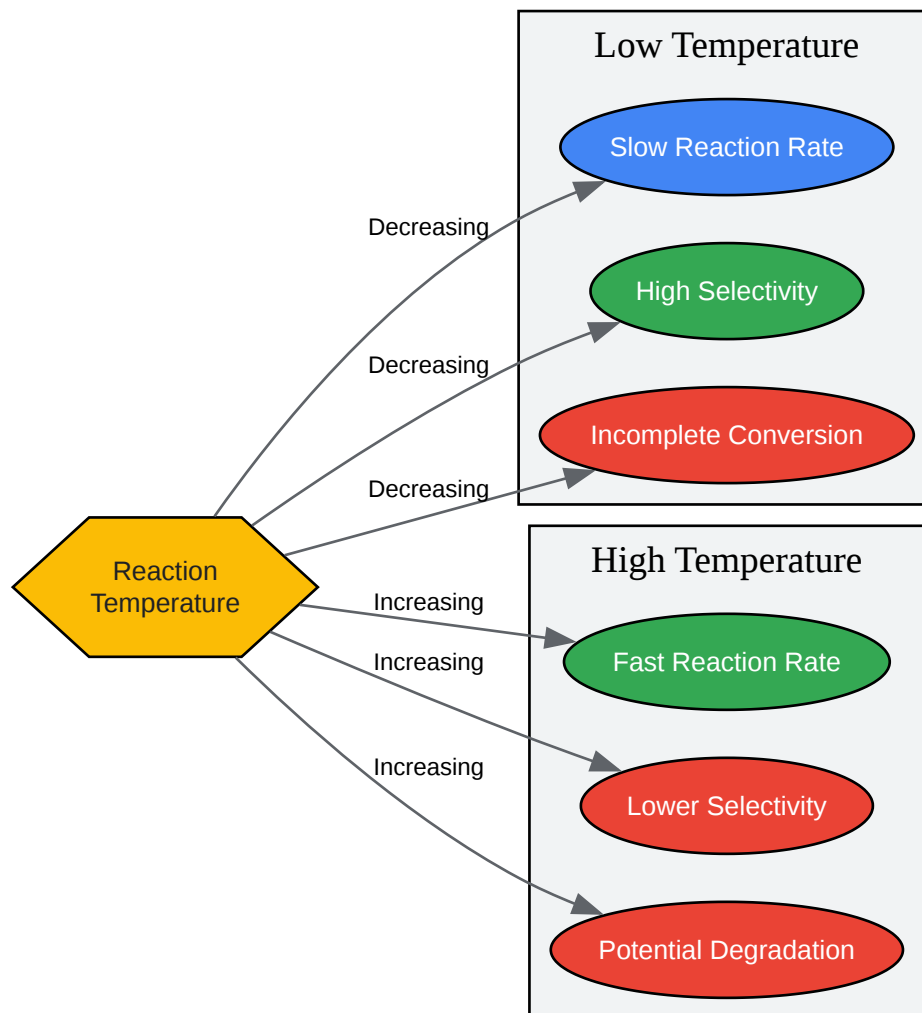 Low Temperature
Slow Reaction Rate
Decreasing
High Selectivity
Decreasing
Incomplete Conversion
Decreasing
Reaction
Temperature
High Temperature
Increasing
Fast Reaction Rate
Increasing
Lower Selectivity
Increasing
Potential Degradation